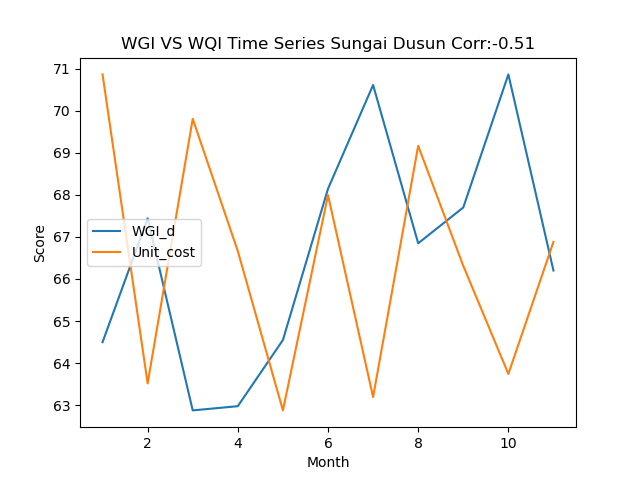 WGI VS WQI Time Series Sungai Dusun Corr:-0.51
Score
71
70
69
68
67
66
65
64
63
WGI_d
Unit_cost
2 4 6 8 10
Month